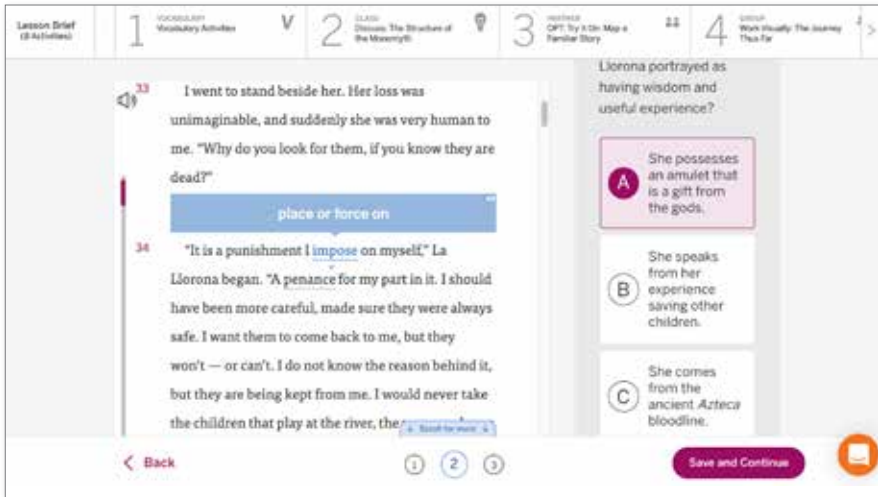 Lesson Brief
(8 Activities)
1
VOCABULARY
Vocabulary Activities
V
2
CLASS
Discuss: The Structure of
the Monomyth
3
PARTNER
OPT: Try It On: Map a
Familiar Story
4
GROUP
Work Visually: The Journey
Thus Far
33
I went to stand beside her. Her loss was
unimaginable, and suddenly she was very human to
me. “Why do you look for them, if you know they are
dead?”
place or force on
34
“It is a punishment I impose on myself,” La
Llorona began. “A penance for my part in it. I should
have been more careful, made sure they were always
safe. I want them to come back to me, but they
won’t — or can’t. I do not know the reason behind it,
but they are being kept from me. I would never take
the children that play at the river, the
Scroll for more
Llorona portrayed as
having wisdom and
useful experience?
A
She possesses
an amulet that
is a gift from
the gods.
B
She speaks
from her
experience
saving other
children.
C
She comes
from the
ancient Azteca
bloodline.
Back
1 2 3
Save and Continue